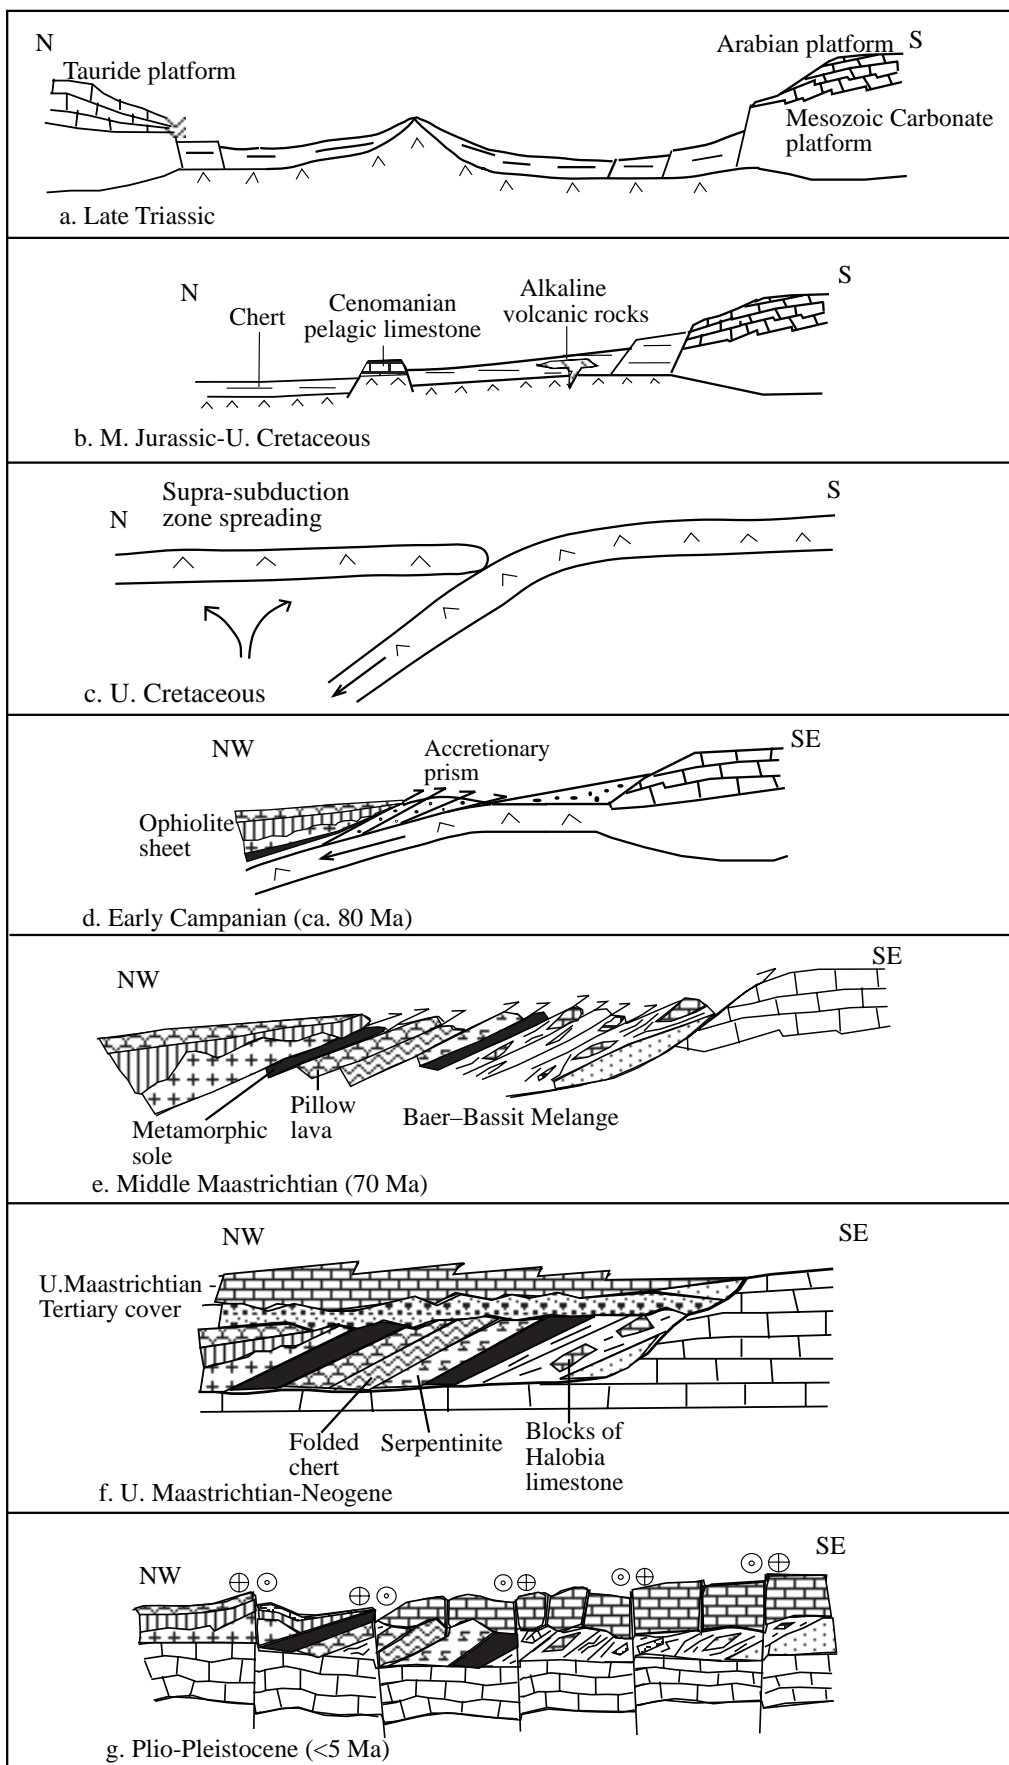 N
Arabian platform
S
Tauride platform
Mesozoic Carbonate
platform
a. Late Triassic
S
N
Cenomanian
pelagic limestone
Alkaline
volcanic rocks
Chert
b. M. Jurassic-U. Cretaceous
Supra-subduction
zone spreading
S
N
c. U. Cretaceous
NW
Accretionary
prism
SE
Ophiolite
sheet
d. Early Campanian (ca. 80 Ma)
NW
SE
Pillow
lava
Metamorphic
sole
Baer–Bassit Melange
e. Middle Maastrichtian (70 Ma)
NW
SE
U.Maastrichtian -
Tertiary cover
Folded
chert
Serpentinite
Blocks of
Halobia
limestone
f. U. Maastrichtian-Neogene
NW
SE
g. Plio-Pleistocene (<5 Ma)